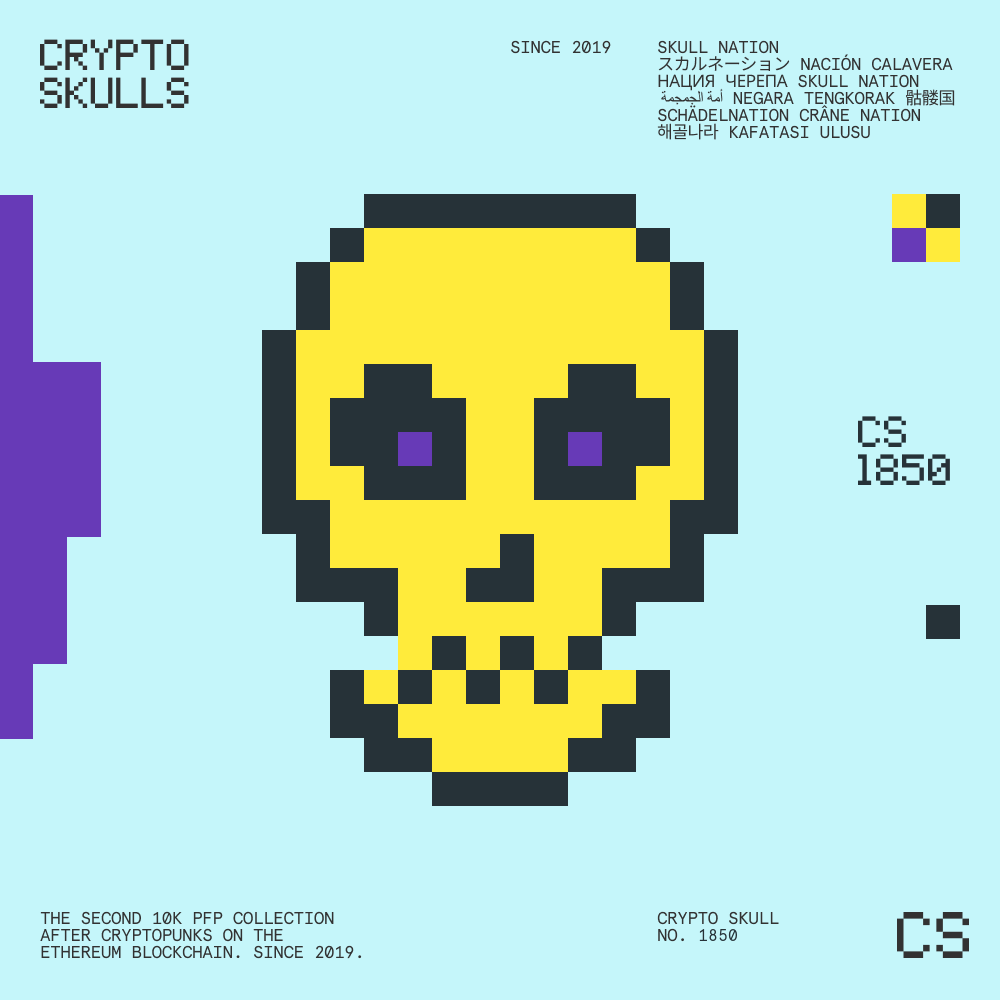 CRYPTO
SKULLS
SINCE 2019
SKULL NATION
スカルネーション NACIÓN CALAVERA
НАЦИЯ ЧЕРЕПА SKULL NATION
أمة الجمجمة NEGARA TENGKORAK 骷髅国
SCHÄDELNATION CRÂNE NATION
해골나라 KAFATASI ULUSU
CS
1850
THE SECOND 10K PFP COLLECTION
AFTER CRYPTOPUNKS ON THE
ETHEREUM BLOCKCHAIN. SINCE 2019.
CRYPTO SKULL
NO. 1850
CS